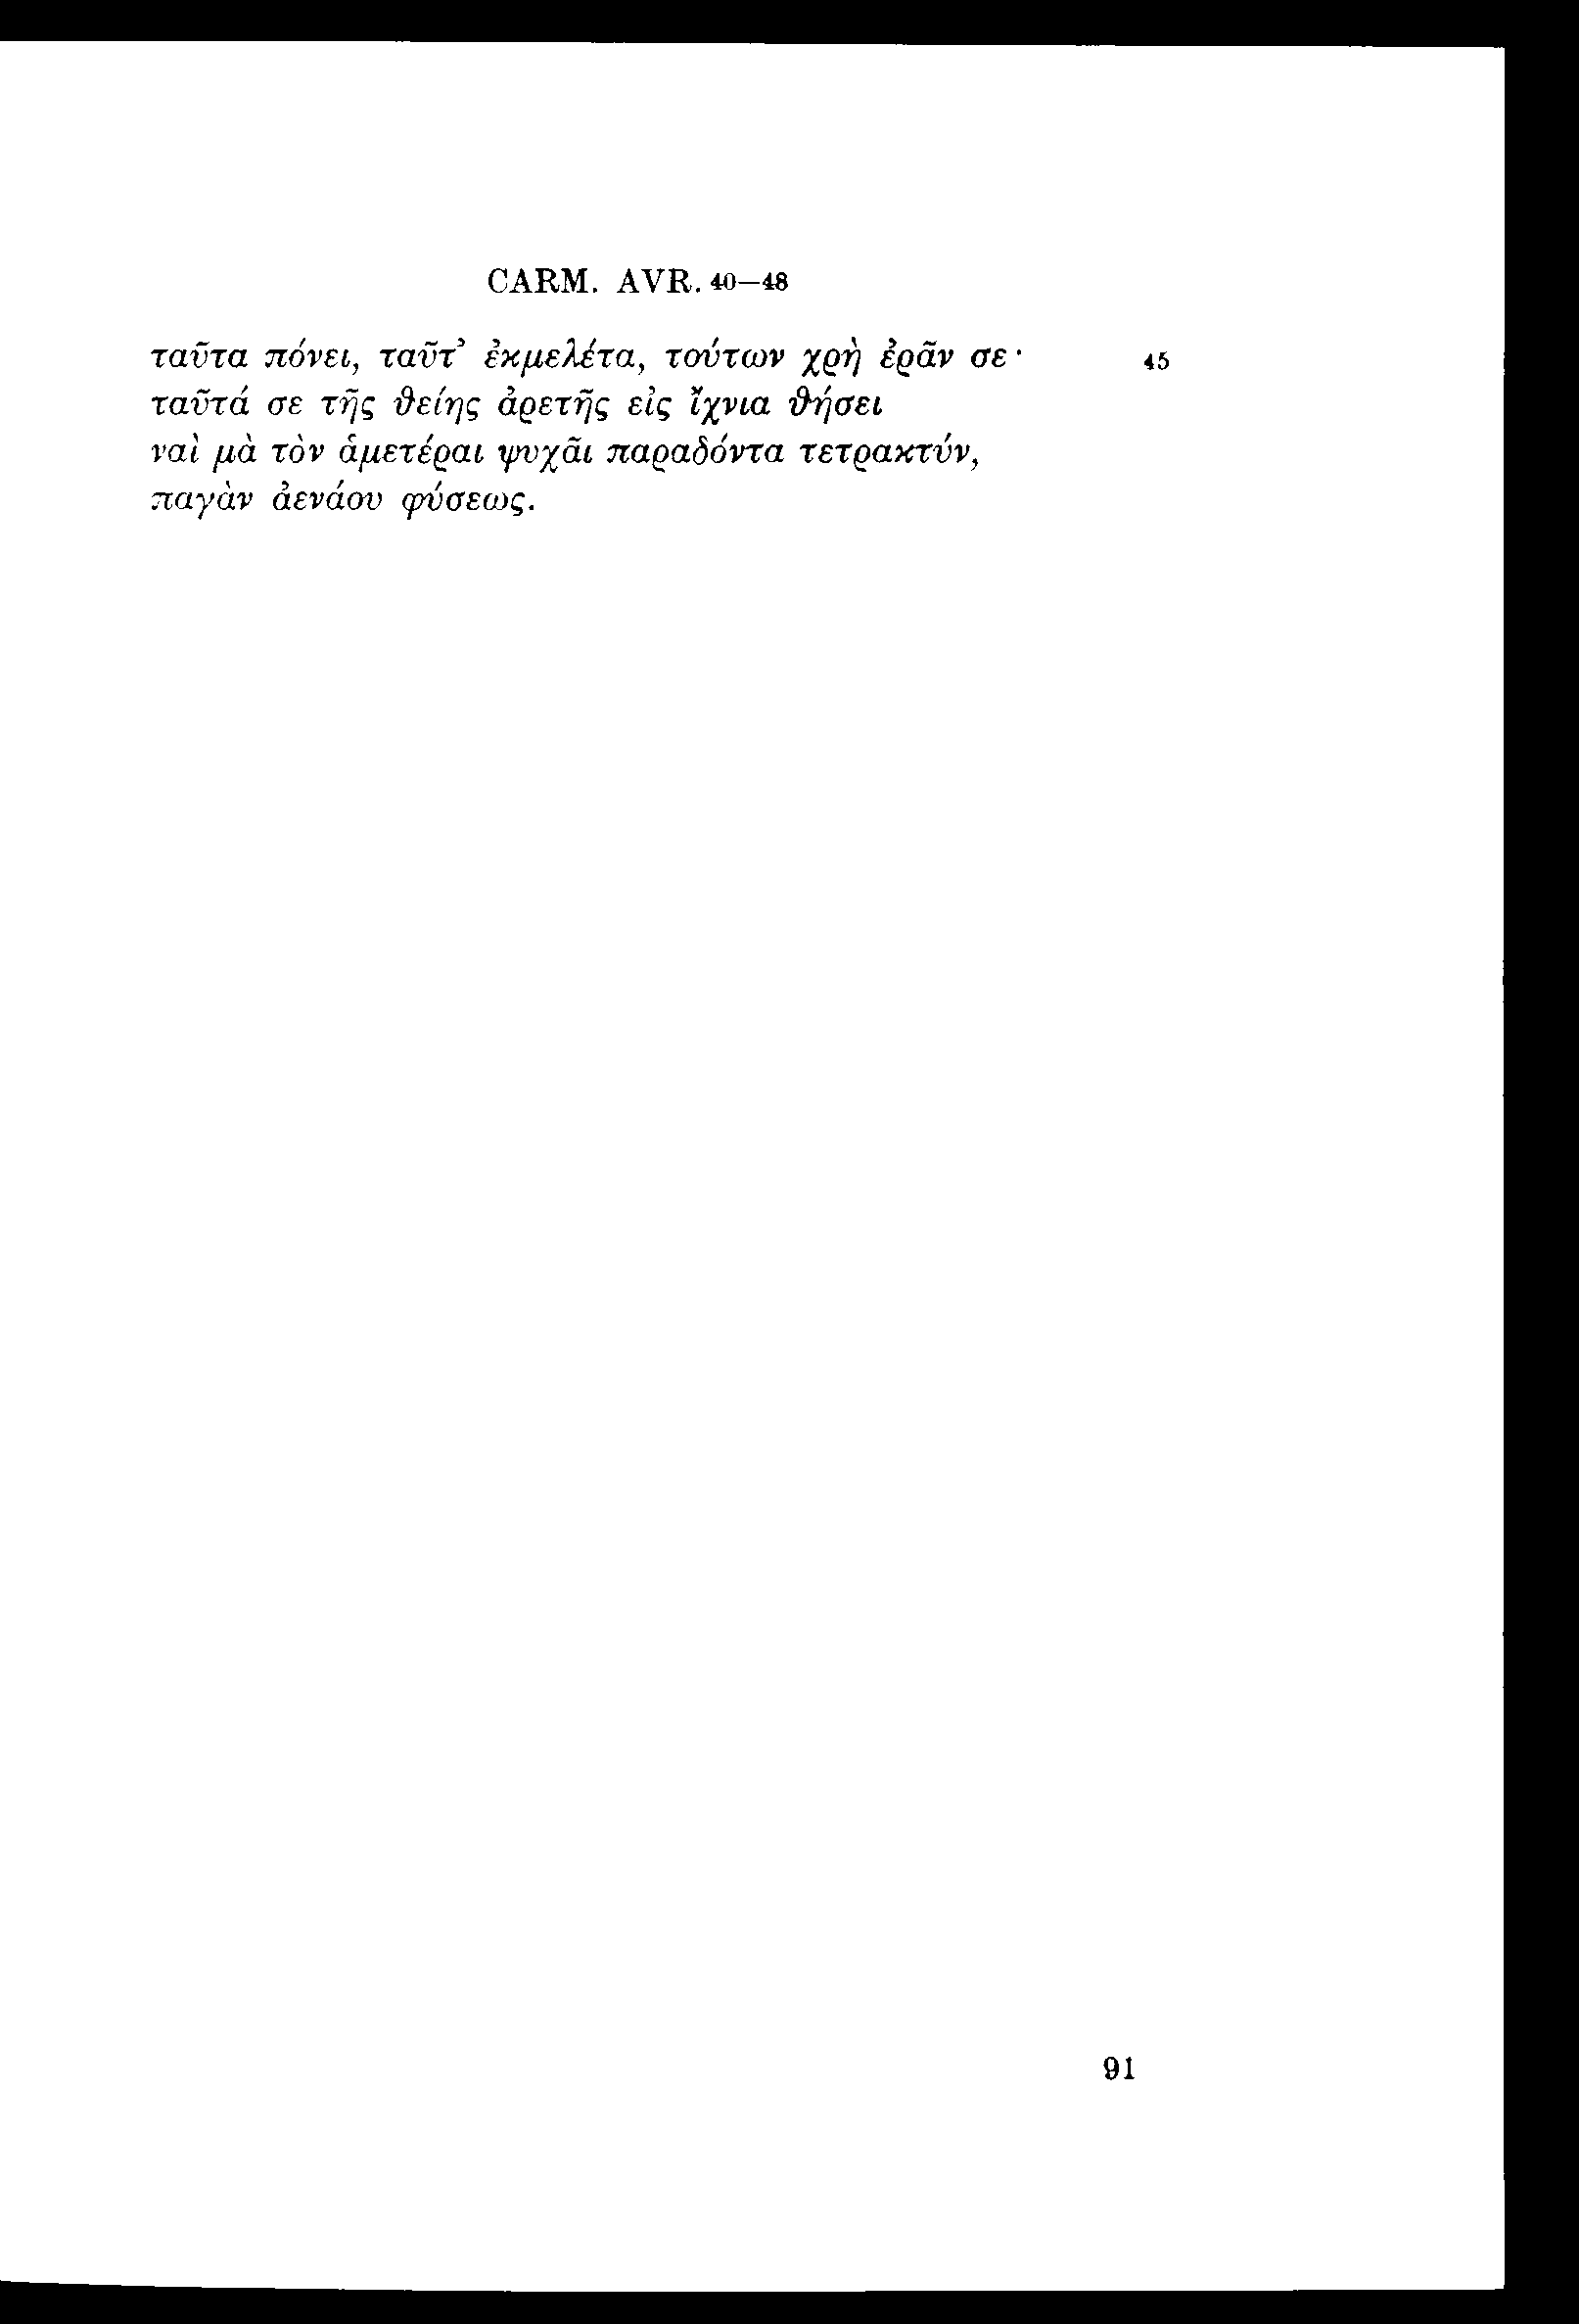 CARM. AVR. 40—48
ταῦτα πόνει, ταῦτ’ ἐκμελέτα, τούτων χρὴ ἐρᾶν σε· 45
ταῦτά σε τῆς ϑείης ἀρετῆς εἰς ἴχνια ϑήσει
ναὶ μὰ τὸν ἁμετέραι ψυχᾶι παραδόντα τετρακτύν,
παγὰν ἀενάου φύσεως.
91